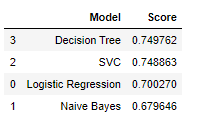 Model Score
3 Decision Tree 0.749762
2 SVC 0.748863
0 Logistic Regression 0.700270
1 Naive Bayes 0.679646